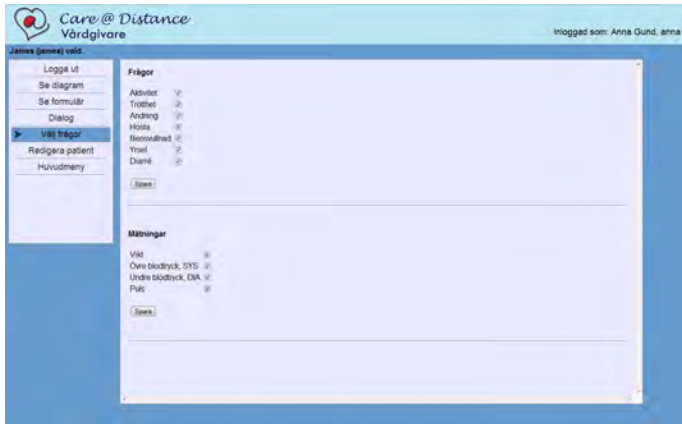 Care @ Distance
Vårdgivare
Inloggad som: Anna Gund, anna
James (james) vald.
Logga ut
Se diagram
Se formulär
Dialog
Välj frågor
Redigera patient
Huvudmeny
Frågor
Aktivitet
Trötthet
Andning
Hosta
Bensvullnad
Yrsel
Diarré
Spara
Mätningar
Vikt
Övre blodtryck, SYS
Undre blodtryck, DIA
Puls
Spara